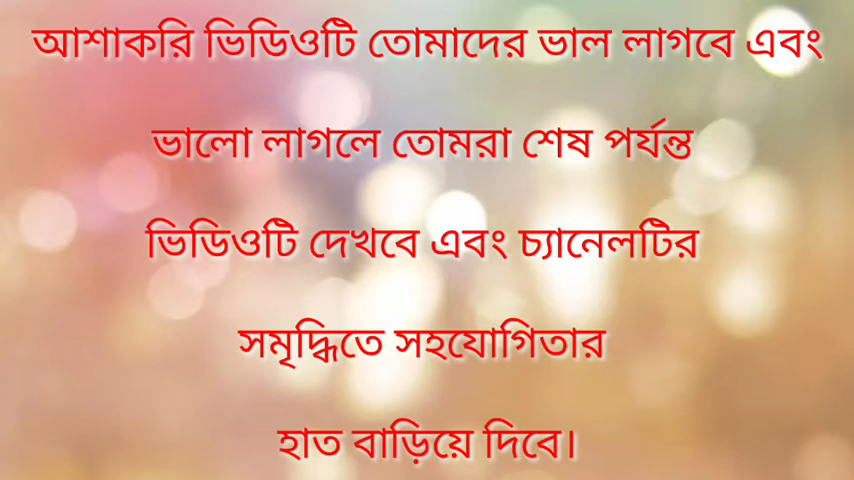 আশাকরি ভিডিওটি তোমাদের ভাল লাগবে এবং
ভালো লাগলে তোমরা শেষ পর্যন্ত
ভিডিওটি দেখবে এবং চ্যানেলটির
সমৃদ্ধিতে সহযোগিতার
হাত বাড়িয়ে দিবে।